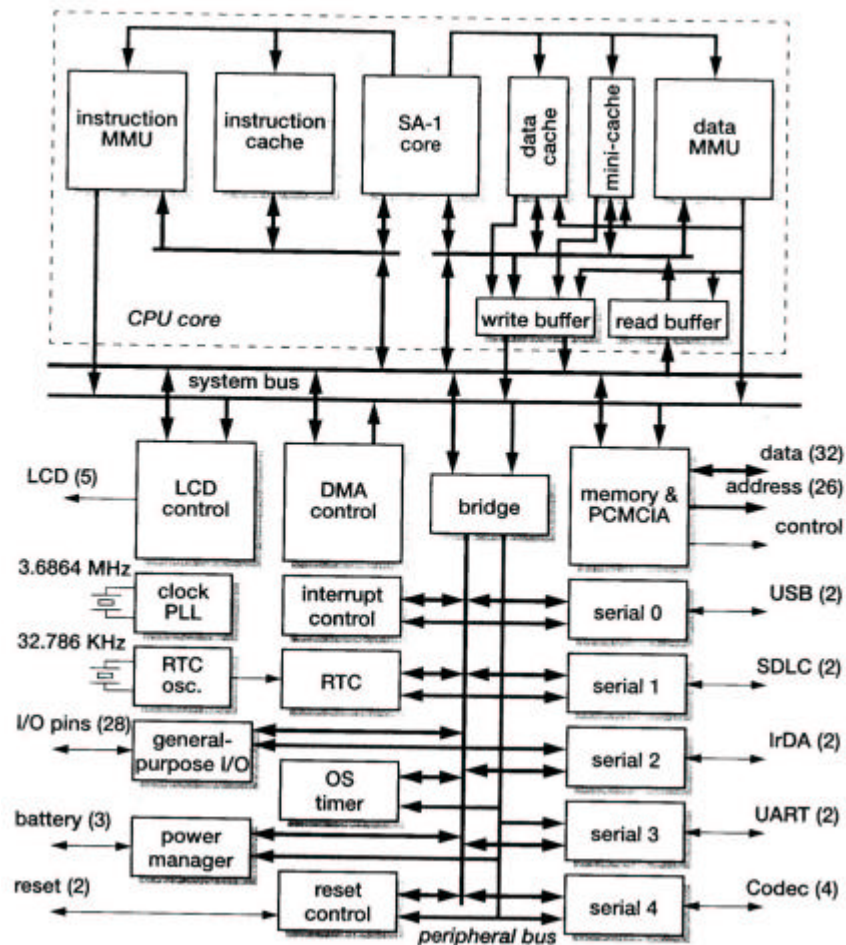 instruction
MMU
instruction
cache
SA-1
core
data
cache
mini-cache
data
MMU
CPU core
write buffer
read buffer
system bus
LCD (5)
LCD
control
DMA
control
bridge
memory &
PCMCIA
data (32)
address (26)
control
3.6864 MHz
clock
PLL
interrupt
control
serial 0
USB (2)
32.786 KHz
RTC
osc.
RTC
serial 1
SDLC (2)
I/O pins (28)
general-
purpose I/O
serial 2
IrDA (2)
OS
timer
battery (3)
power
manager
serial 3
UART (2)
reset (2)
reset
control
serial 4
Codec (4)
peripheral bus